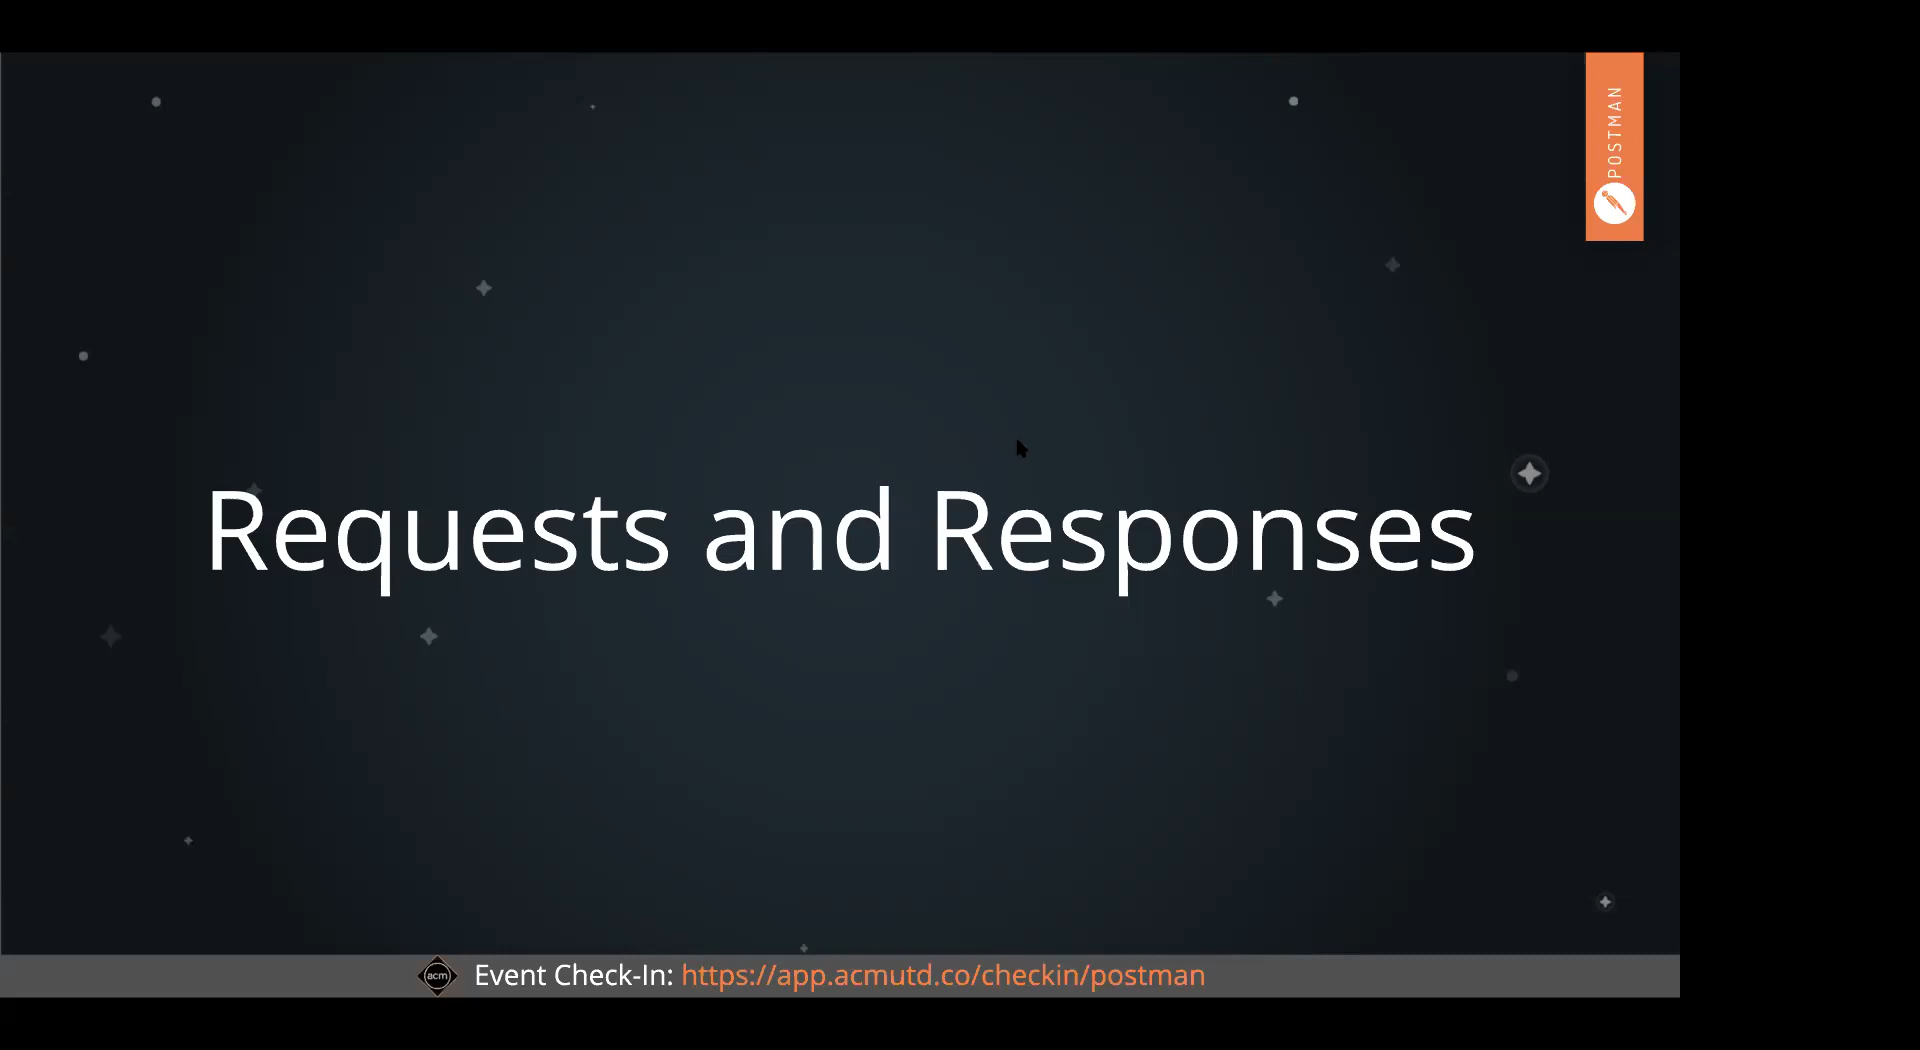 POSTMAN
Requests and Responses
acm
Event Check-In: https://app.acmutd.co/checkin/postman